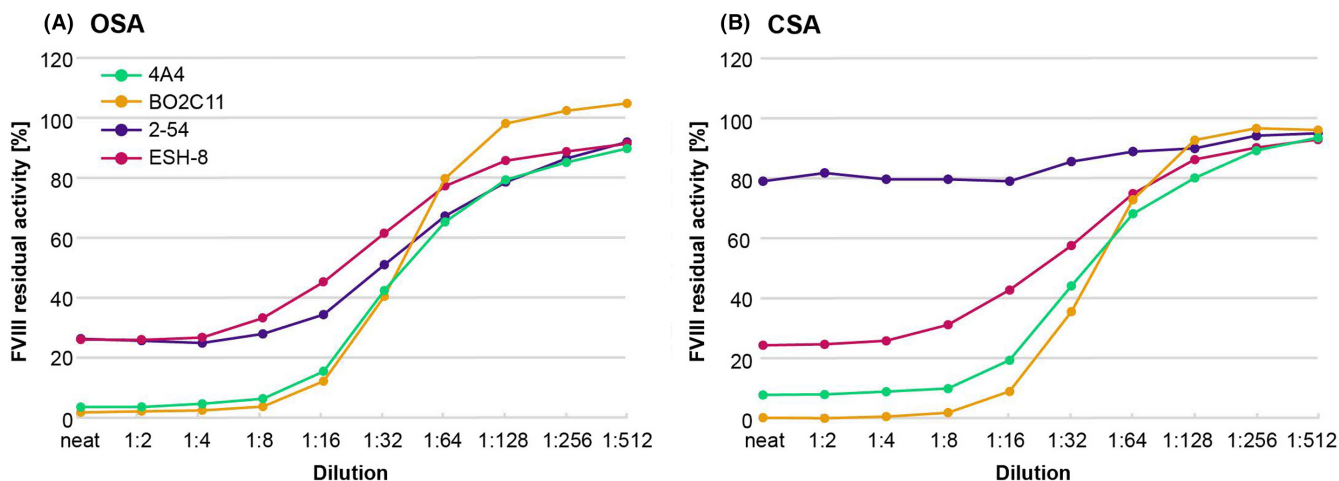 (A) OSA
FVIII residual activity [%]
120
100
80
60
40
20
0
4A4
BO2C11
2-54
ESH-8
neat 1:2 1:4 1:8 1:16 1:32 1:64 1:128 1:256 1:512
Dilution
(B) CSA
FVIII residual activity [%]
120
100
80
60
40
20
0
neat 1:2 1:4 1:8 1:16 1:32 1:64 1:128 1:256 1:512
Dilution